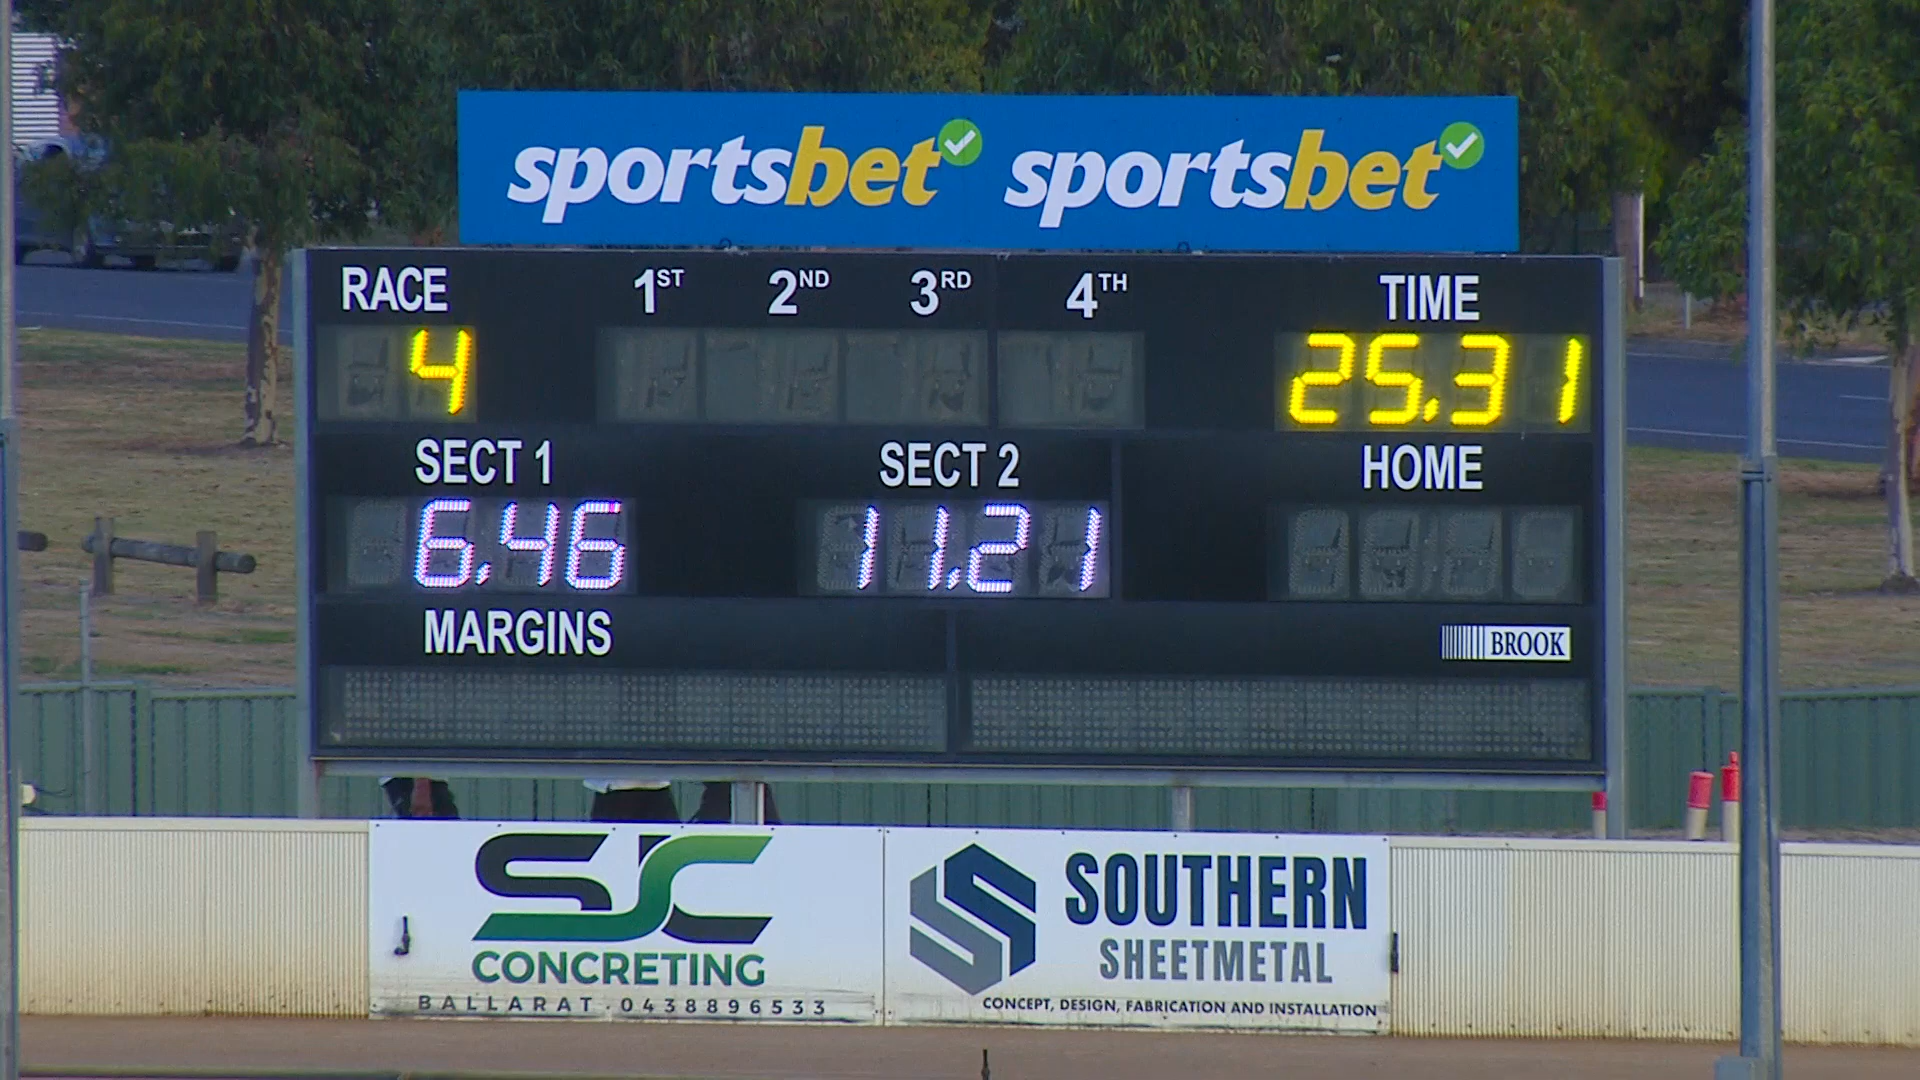 sportsbet sportsbet
RACE 1ST 2ND 3RD 4TH TIME
4 25.31
SECT 1 SECT 2 HOME
6.46 11.21
MARGINS
BROOK
SJC
CONCRETING
BALLARAT . 0438896533
SOUTHERN
SHEETMETAL
CONCEPT, DESIGN, FABRICATION AND INSTALLATION